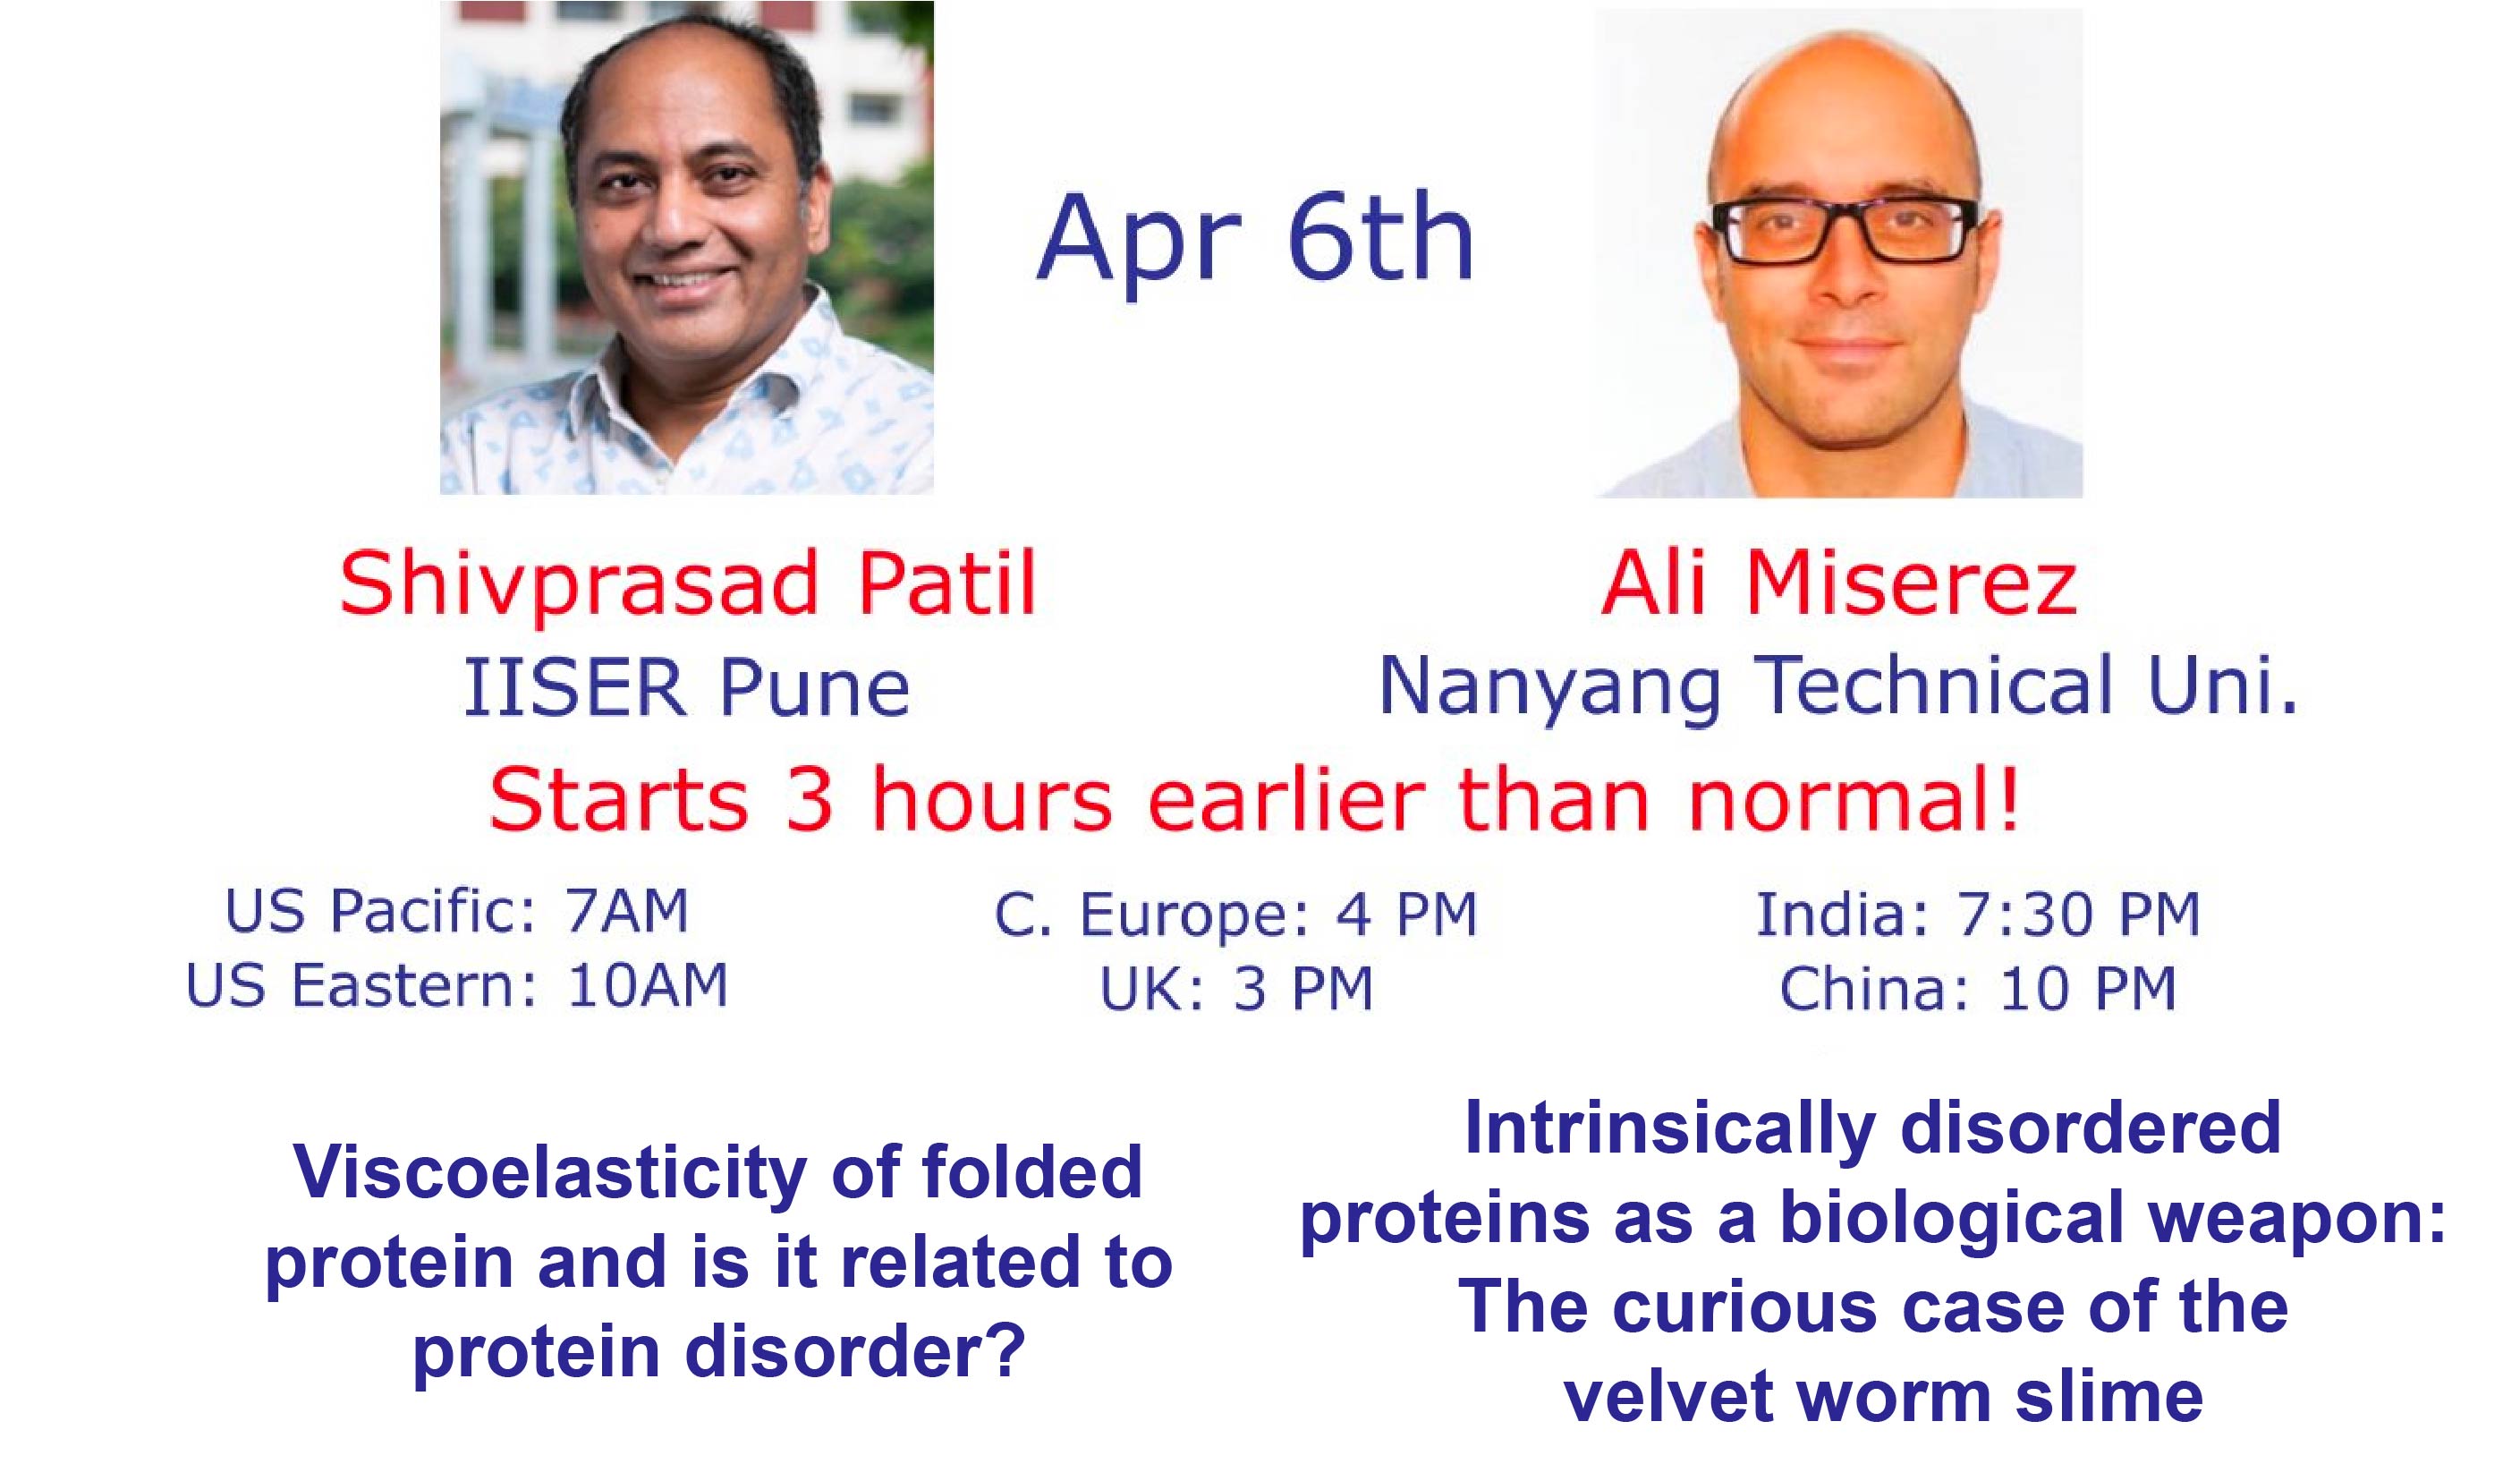 Apr 6th
Shivprasad Patil
IISER Pune
Ali Miserez
Nanyang Technical Uni.
Starts 3 hours earlier than normal!
US Pacific: 7AM
US Eastern: 10AM
C. Europe: 4 PM
UK: 3 PM
India: 7:30 PM
China: 10 PM
Viscoelasticity of folded
protein and is it related to
protein disorder?
Intrinsically disordered
proteins as a biological weapon:
The curious case of the
velvet worm slime